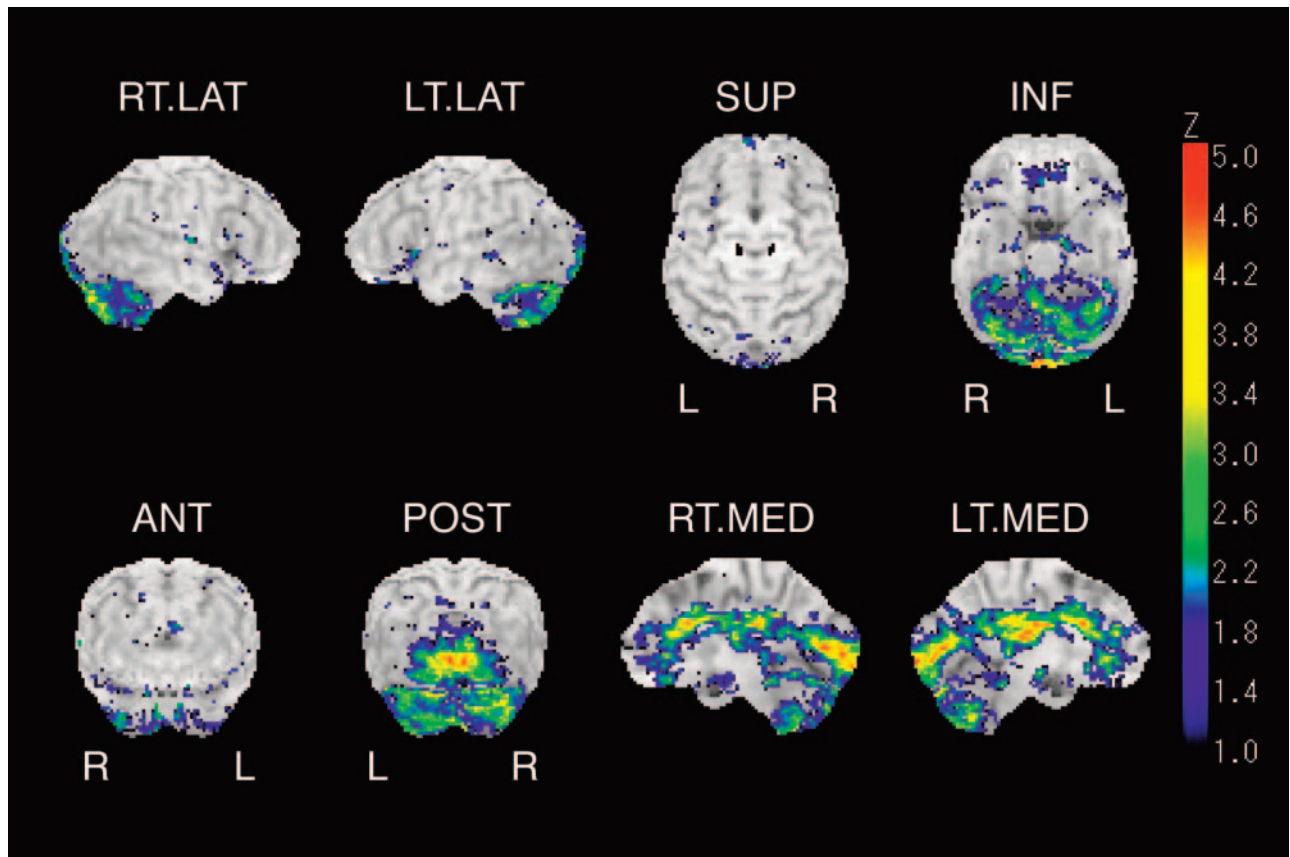 RT.LAT LT.LAT SUP INF
Z
5.0
4.6
4.2
3.8
3.4
3.0
2.6
2.2
1.8
1.4
1.0
L R R L
ANT POST RT.MED LT.MED
R L L R